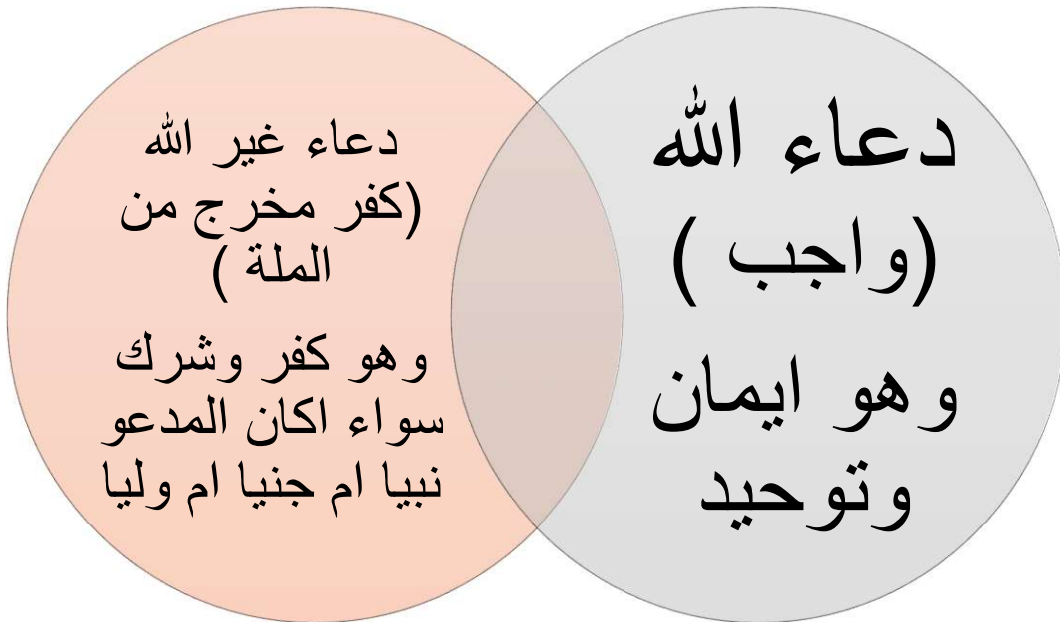 دعاء الله
(واجب )
وهو ايمان
وتوحيد
دعاء غير الله
(كفر مخرج من
الملة )
وهو كفر وشرك
سواء اكان المدعو
نبيا ام جنيا ام وليا